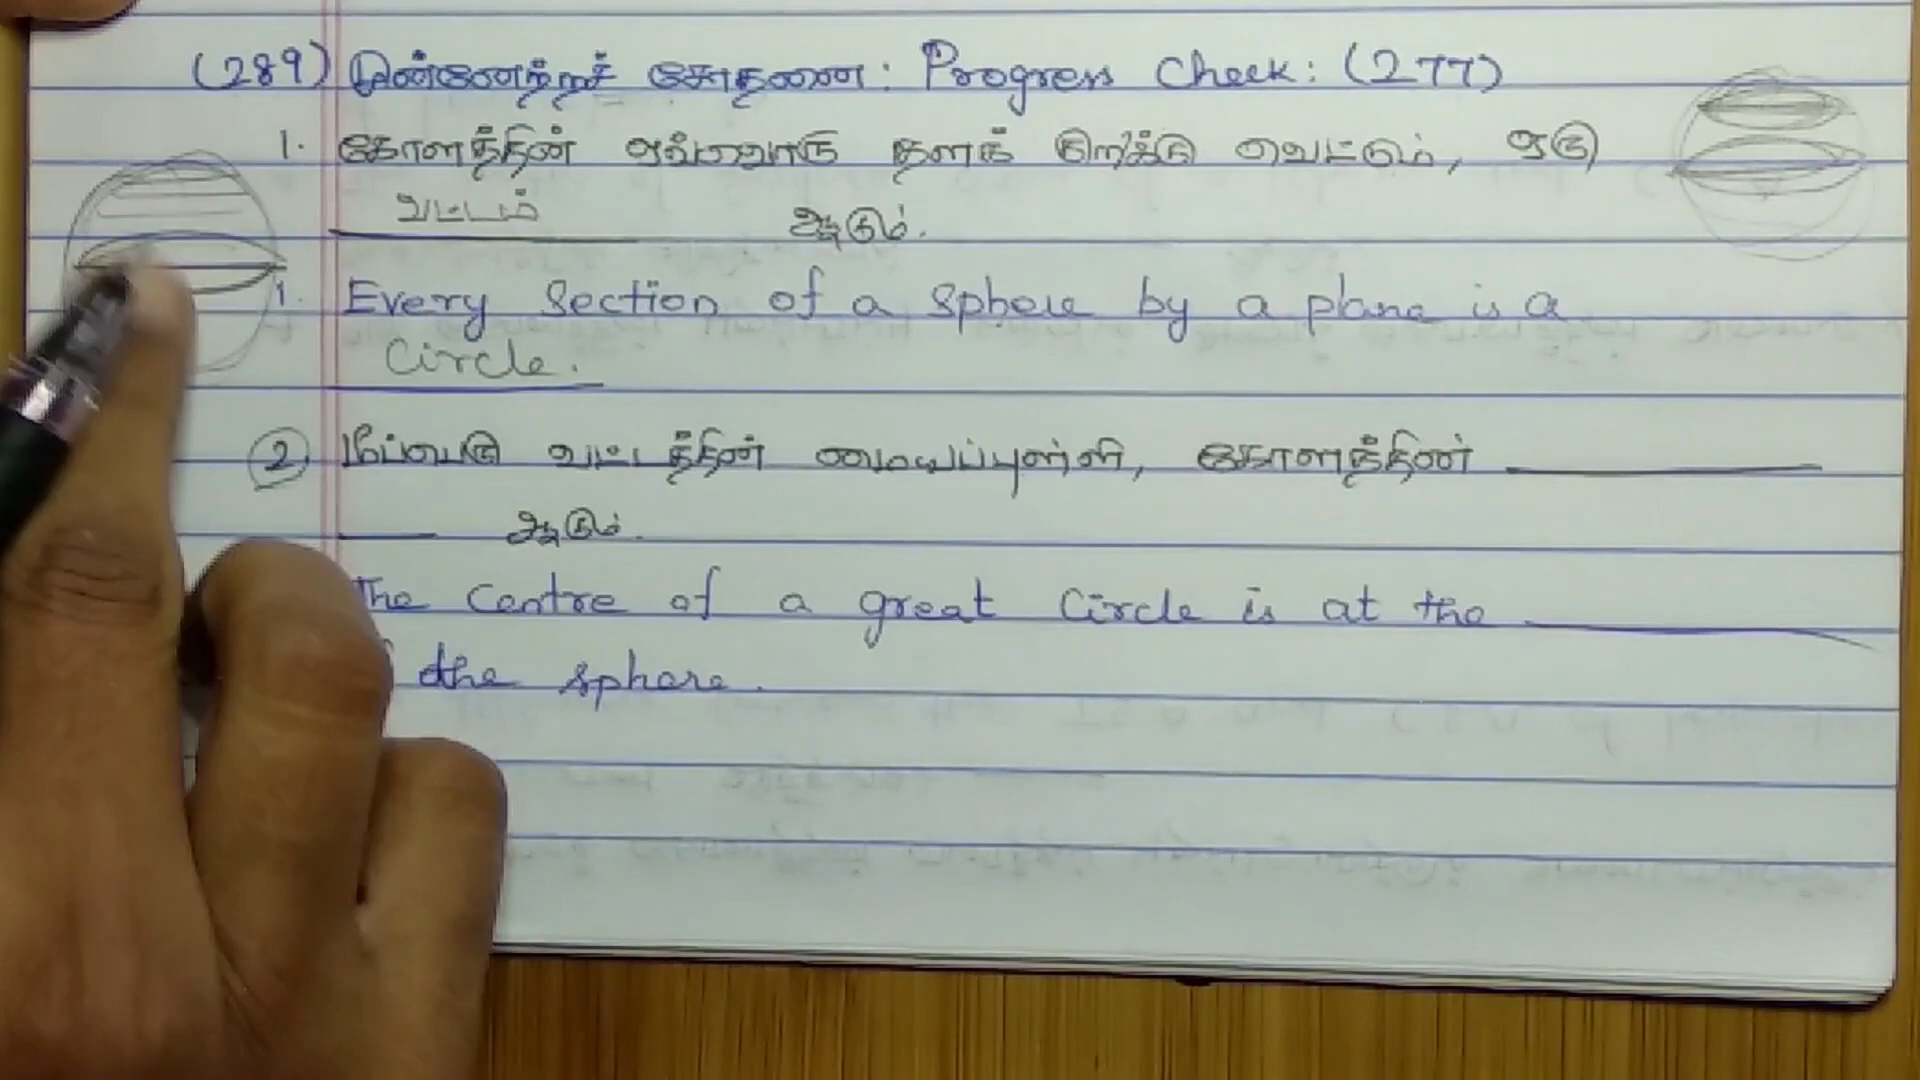 (289) முன்னேற்றச் சோதனை: Progress Check: (277)
1. கோளத்தின் ஒவ்வொரு தளக் குறுக்கு வெட்டும், ஒரு
வட்டம் ஆகும்.
1. Every Section of a sphere by a plane is a
Circle.
2 மீப்பெரு வட்டத்தின் மையப்புள்ளி, கோளத்தின்
ஆகும்.
The Centre of a great Circle is at the
the sphere.